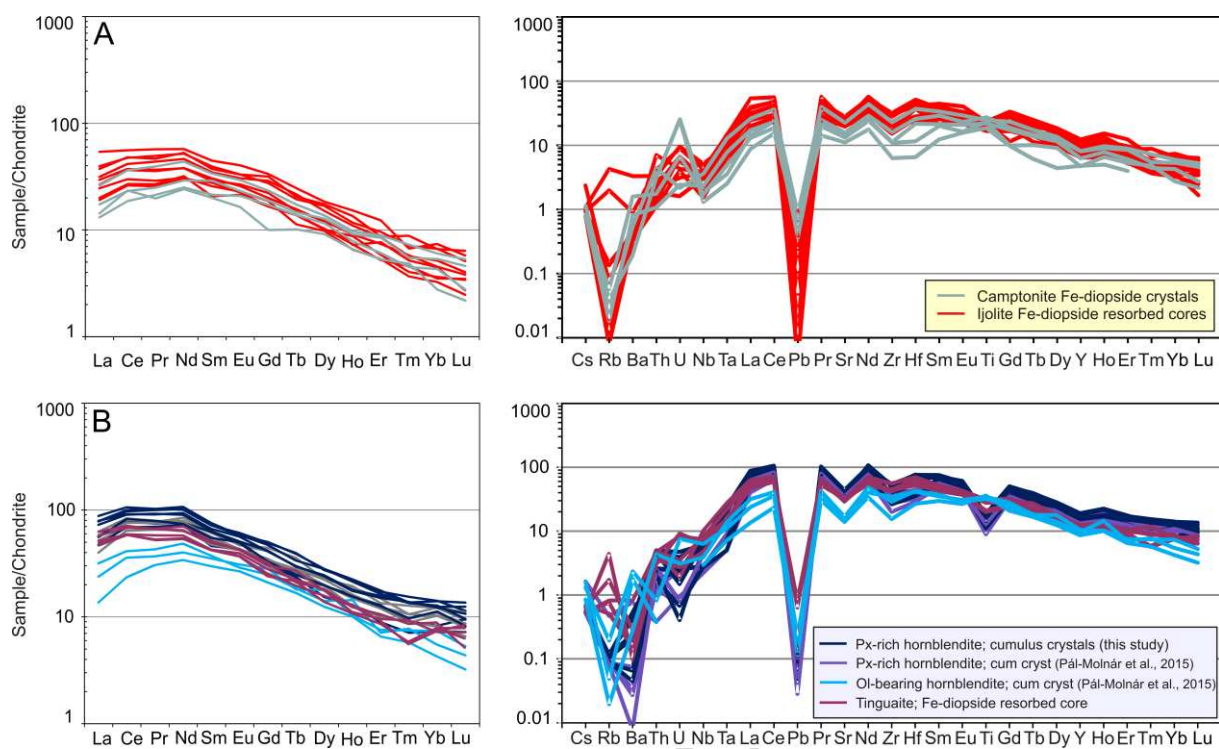 A
Sample/Chondrite
1000
100
10
1
La Ce Pr Nd Sm Eu Gd Tb Dy Ho Er Tm Yb Lu
1000
100
10
1
0.1
0.01
Camptonite Fe-diopside crystals
Ijolite Fe-diopside resorbed cores
Cs Rb Ba Th U Nb Ta La Ce Pb Pr Sr Nd Zr Hf Sm Eu Ti Gd Tb Dy Y Ho Er Tm Yb Lu
B
Sample/Chondrite
1000
100
10
1
La Ce Pr Nd Sm Eu Gd Tb Dy Ho Er Tm Yb Lu
1000
100
10
1
0.1
0.01
Px-rich hornblendite; cumulus crystals (this study)
Px-rich hornblendite; cum cryst (Pál-Molnár et al., 2015)
Ol-bearing hornblendite; cum cryst (Pál-Molnár et al., 2015)
Tinguaite; Fe-diopside resorbed core
Cs Rb Ba Th U Nb Ta La Ce Pb Pr Sr Nd Zr Hf Sm Eu Ti Gd Tb Dy Y Ho Er Tm Yb Lu